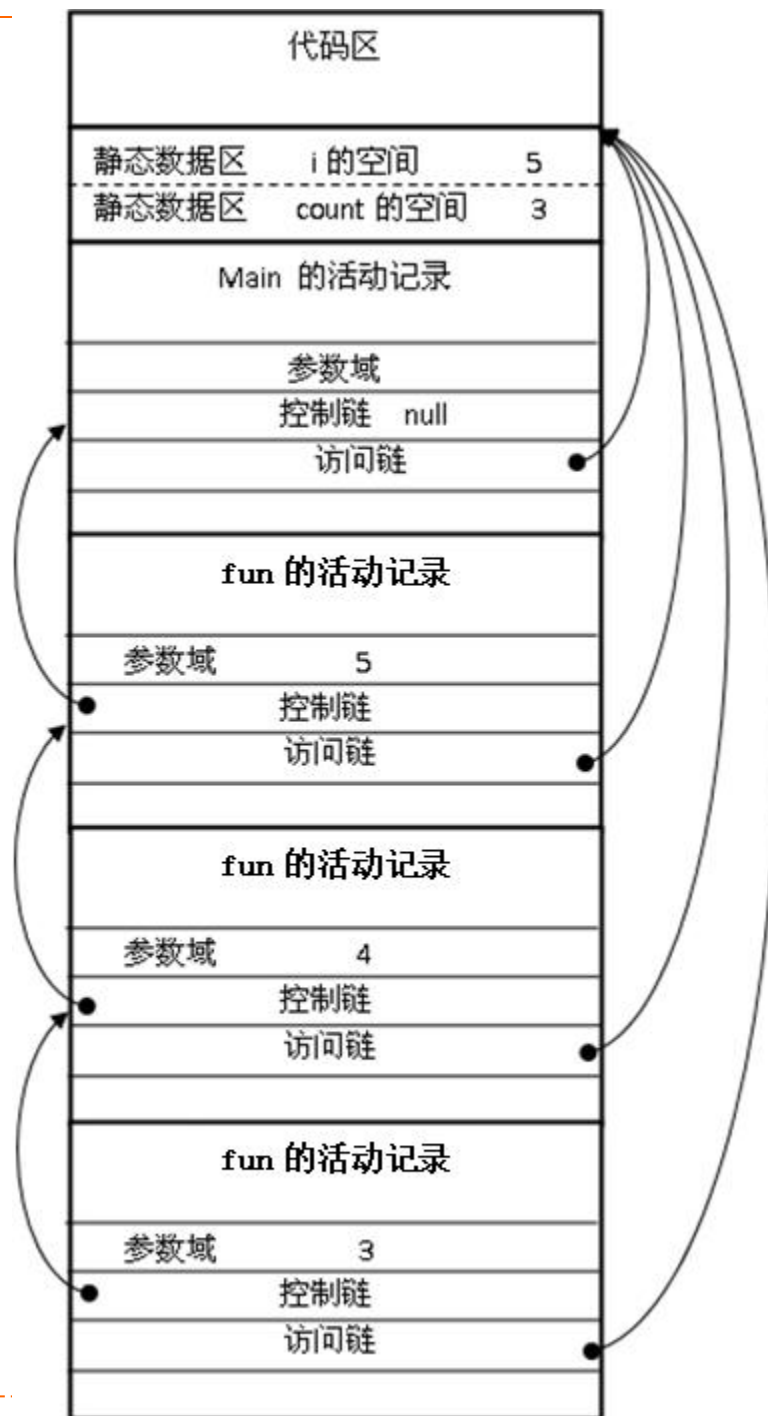 代码区
静态数据区 i 的空间 5
静态数据区 count 的空间 3
Main 的活动记录
参数域
控制链 null
访问链
fun 的活动记录
参数域 5
控制链
访问链
fun 的活动记录
参数域 4
控制链
访问链
fun 的活动记录
参数域 3
控制链
访问链